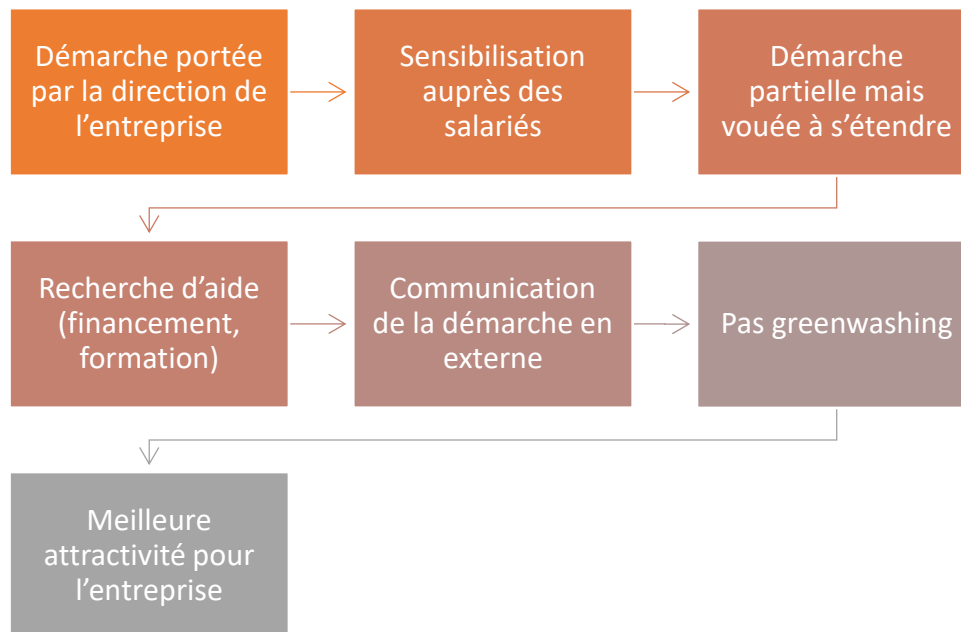 Démarche portée
par la direction de
l’entreprise
Sensibilisation
auprès des
salariés
Démarche
partielle mais
vouée à s’étendre
Recherche d’aide
(financement,
formation)
Communication
de la démarche en
externe
Pas greenwashing
Meilleure
attractivité pour
l’entreprise